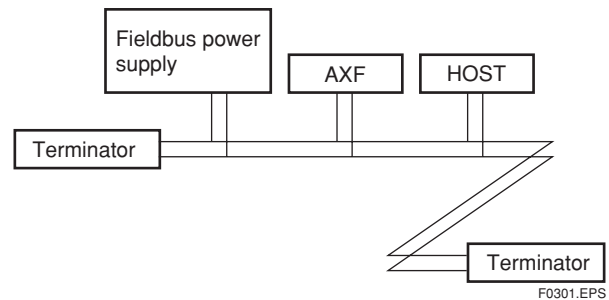 Fieldbus power
supply
AXF
HOST
Terminator
Terminator
F0301.EPS